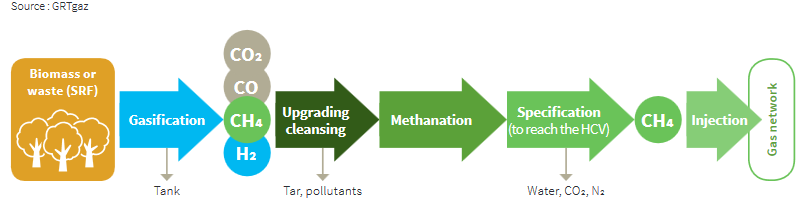 Source : GRTgaz
Biomass or
waste (SRF)
Gasification
CO₂
CO
CH₄
H₂
Upgrading
cleansing
Methanation
Specification
(to reach the HCV)
CH₄
Injection
Gas network
Tank
Tar, pollutants
Water, CO₂, N₂